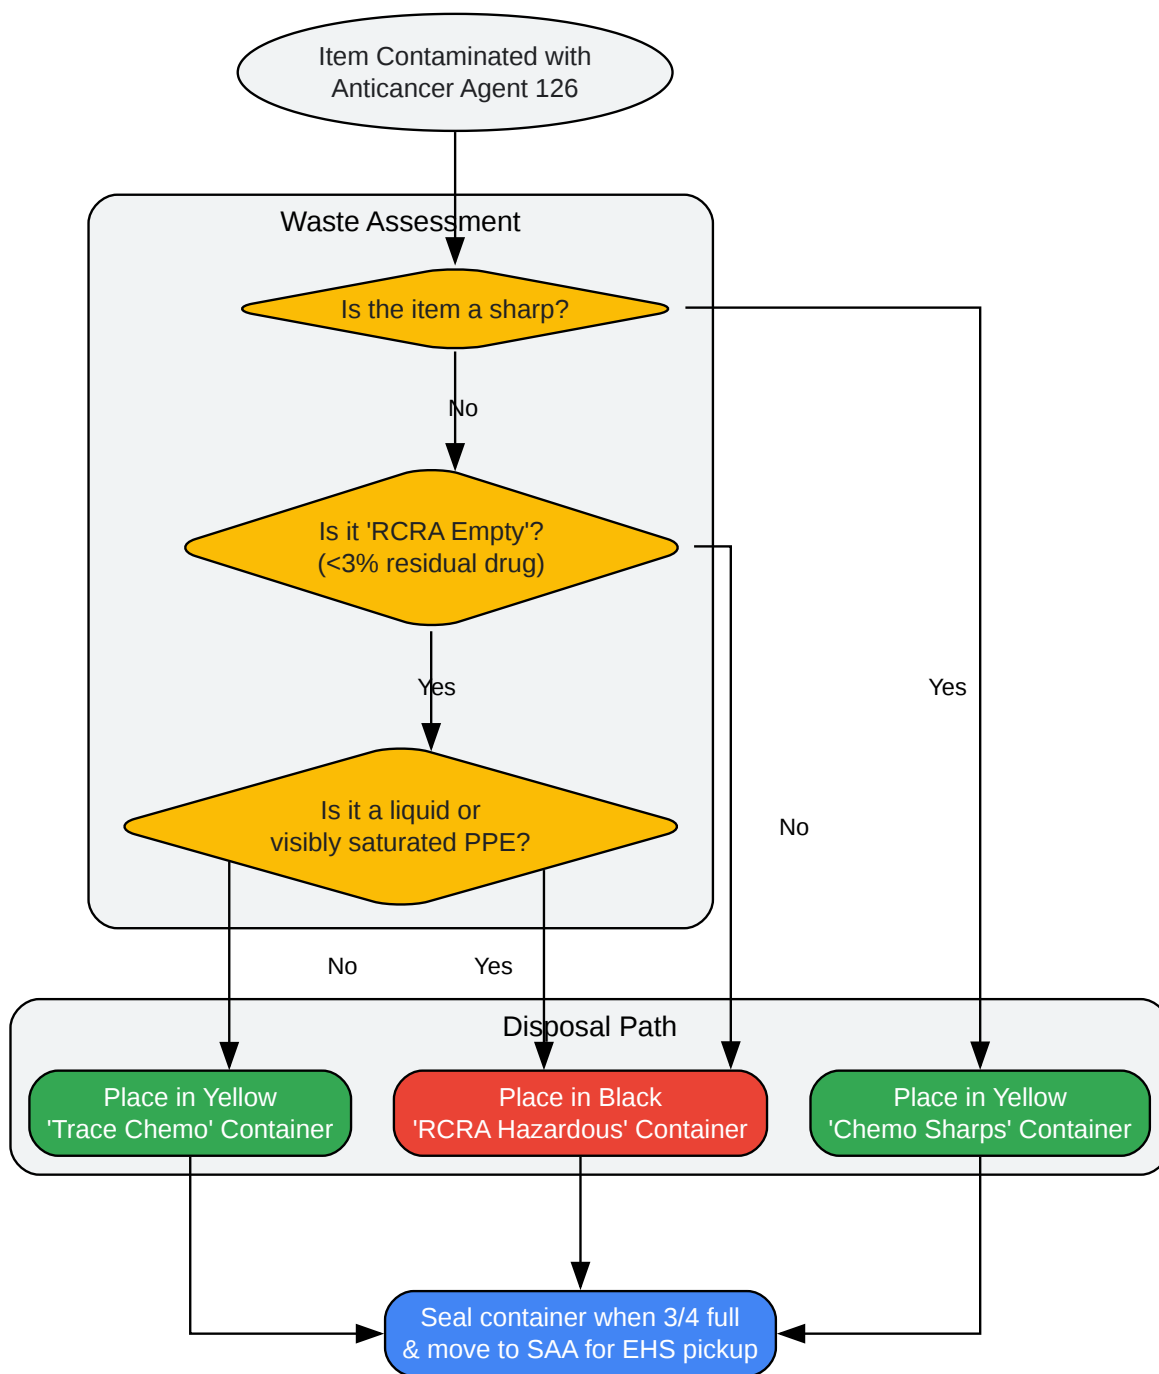 Item Contaminated with
Anticancer Agent 126
Waste Assessment
Is the item a sharp?
No
Is it 'RCRA Empty'?
(<3% residual drug)
Yes
Yes
Is it a liquid or
visibly saturated PPE?
No
No
Yes
Disposal Path
Place in Yellow
'Trace Chemo' Container
Place in Black
'RCRA Hazardous' Container
Place in Yellow
'Chemo Sharps' Container
Seal container when 3/4 full
& move to SAA for EHS pickup